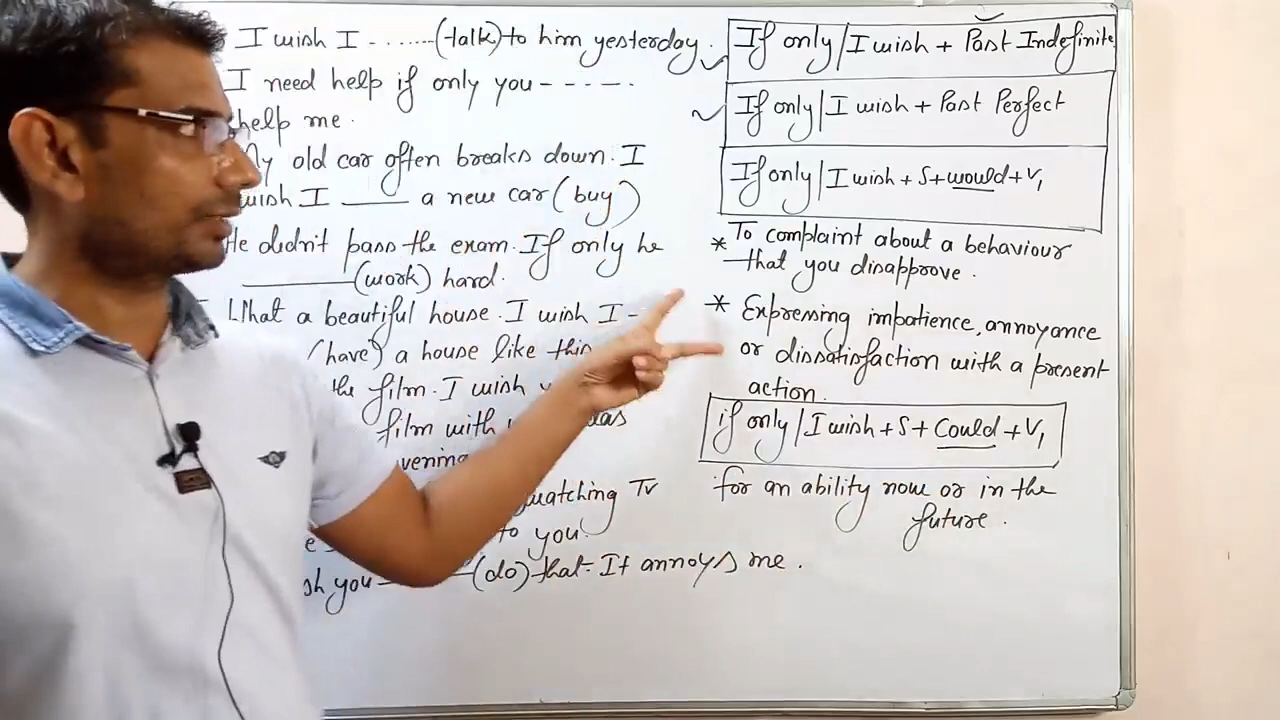 I wish I .......(talk) to him yesterday.
I need help if only you - - - - -.
help me.
My old car often breaks down. I
wish I ____ a new car (buy)
He didn't pass the exam. If only he
________ (work) hard.
What a beautiful house. I wish I -
(have) a house like this
the film. I wish
film with
evening
watching TV
to you.
you - (do) that. It annoys me.
If only/I wish + Past Indefinite
If only/I wish + Past Perfect
If only/I wish + S + would + V1
* To complaint about a behaviour
that you disapprove.
* Expressing impatience, annoyance
or dissatisfaction with a present
action.
if only/I wish + S + Could + V1
for an ability now or in the
future.